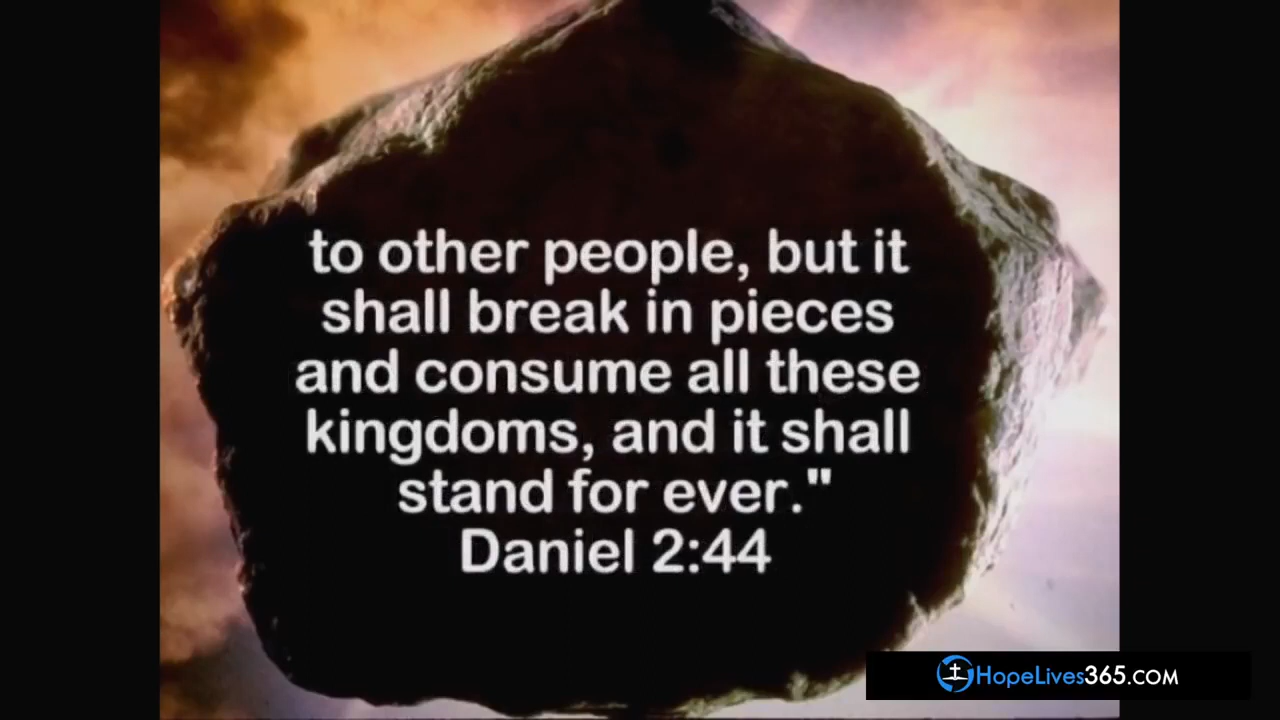 to other people, but it
shall break in pieces
and consume all these
kingdoms, and it shall
stand for ever."
Daniel 2:44
HopeLives365.COM